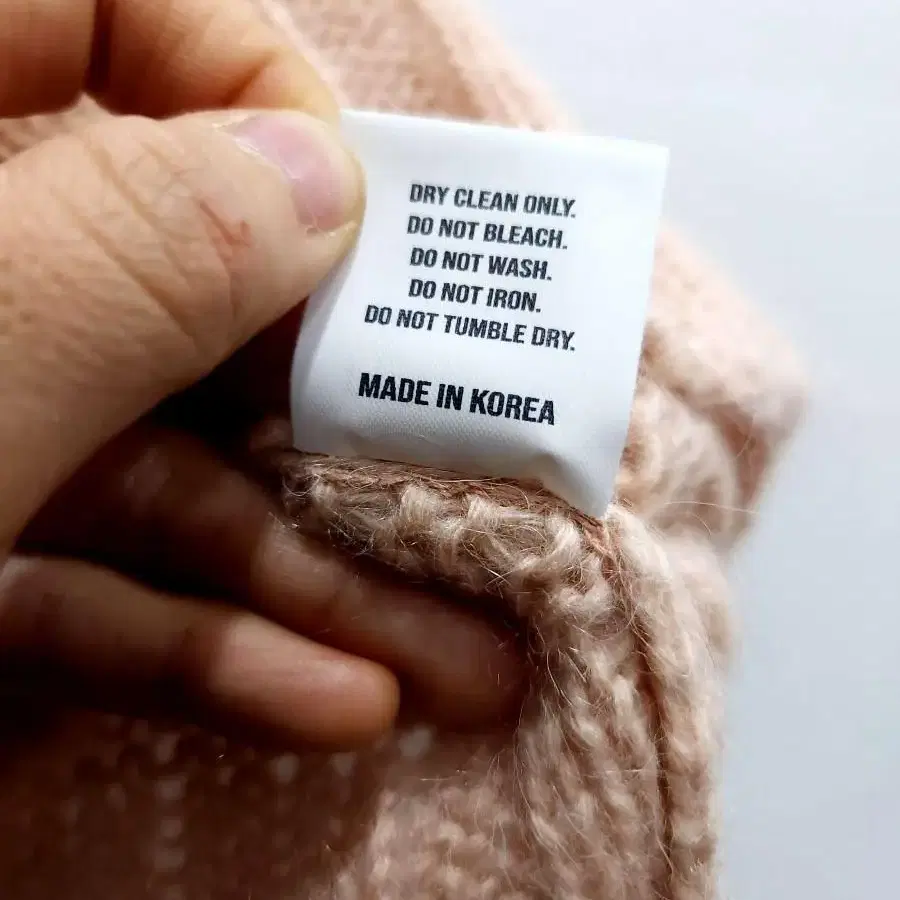 DRY CLEAN ONLY.
DO NOT BLEACH.
DO NOT WASH.
DO NOT IRON.
DO NOT TUMBLE DRY.
MADE IN KOREA